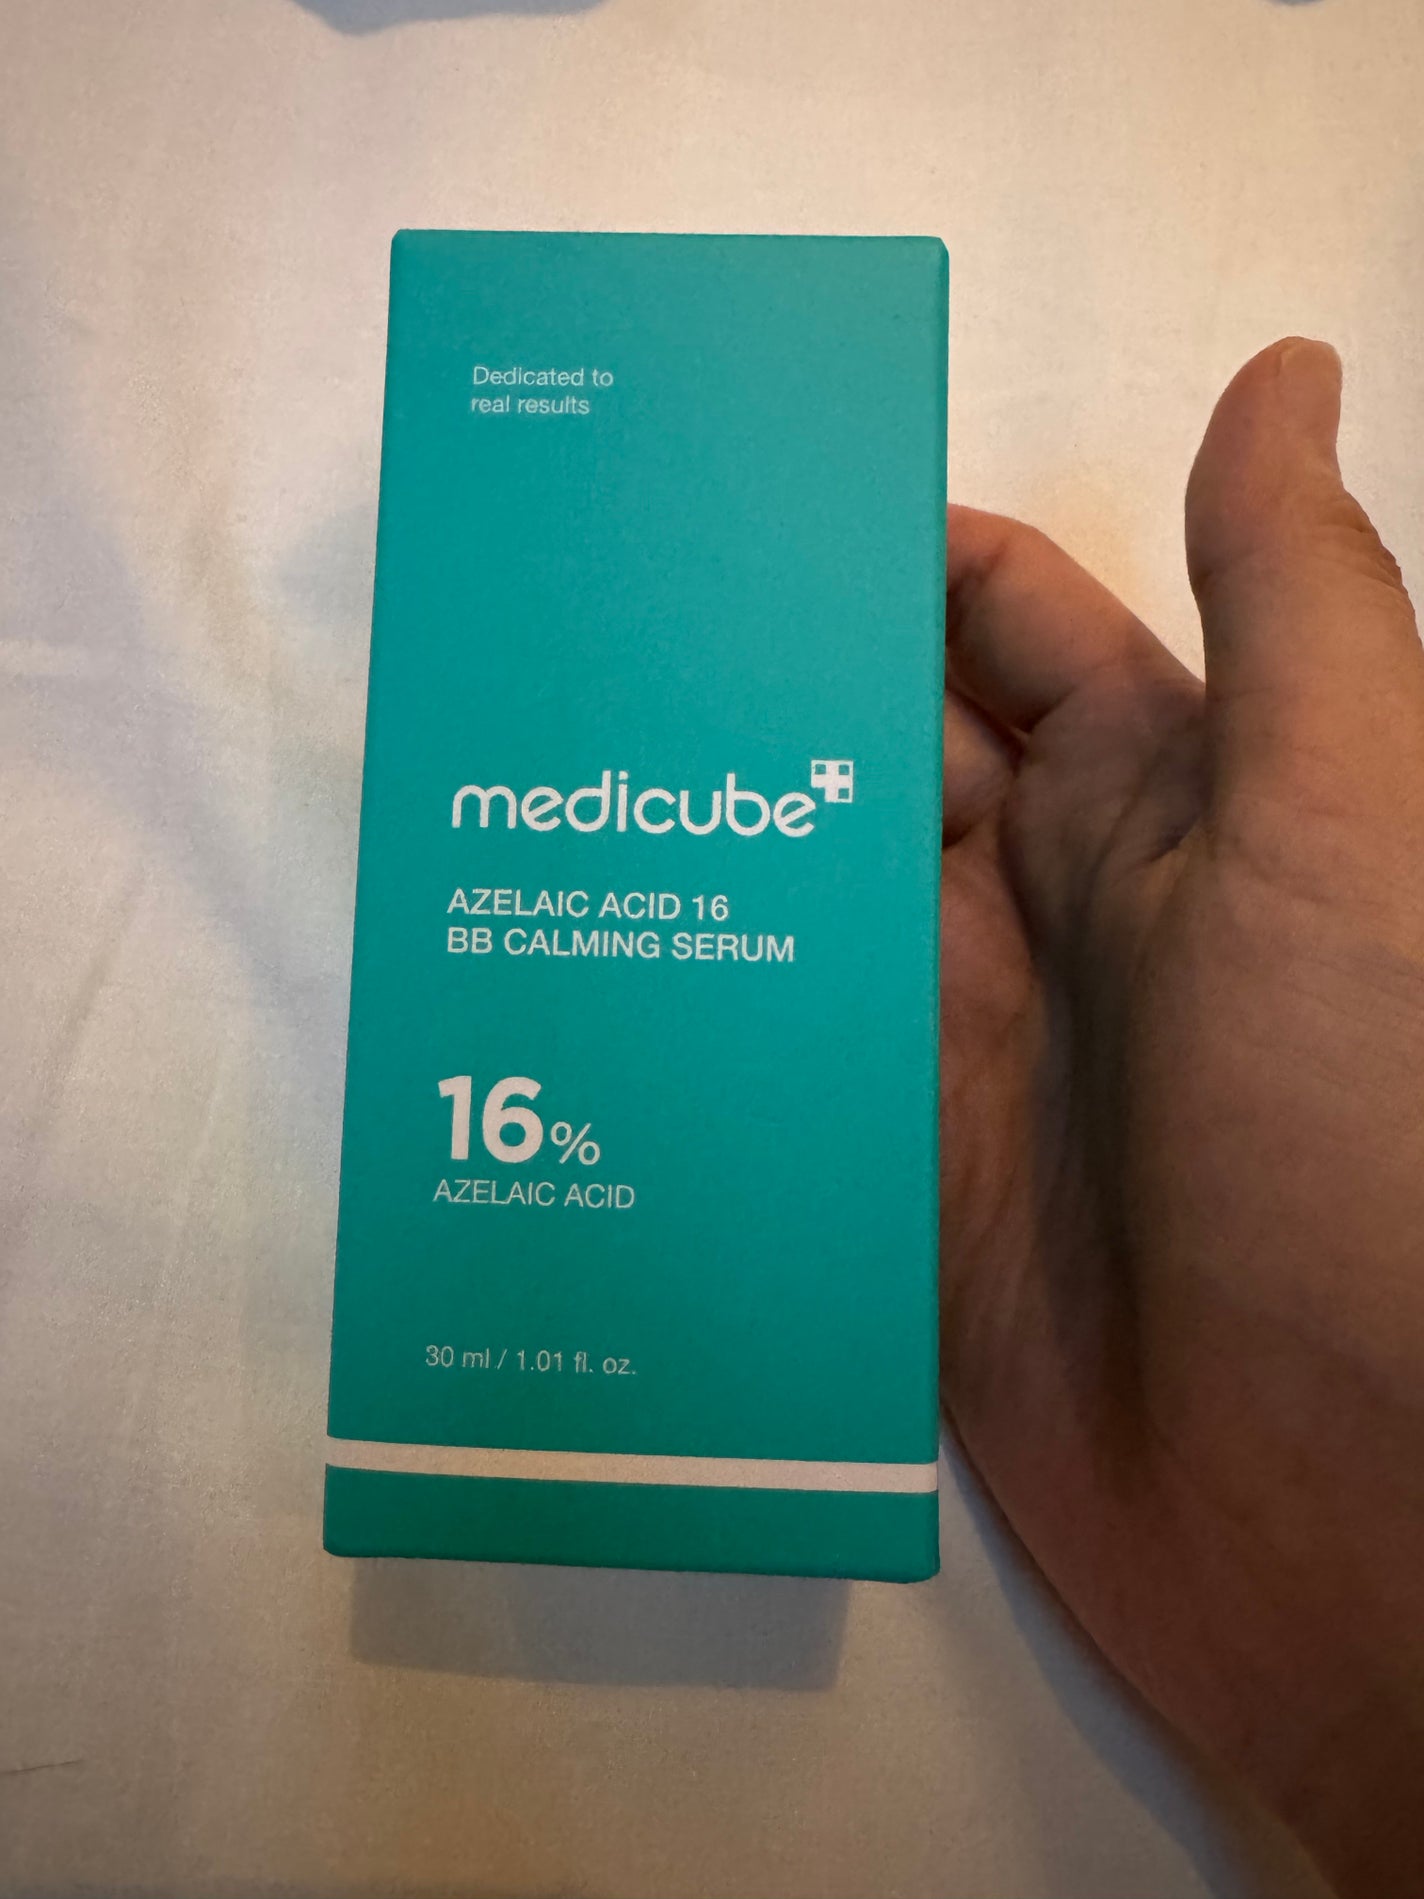 Dedicated to
real results
medicube
AZELAIC ACID 16
BB CALMING SERUM
16%
AZELAIC ACID
30 ml / 1.01 fl. oz.